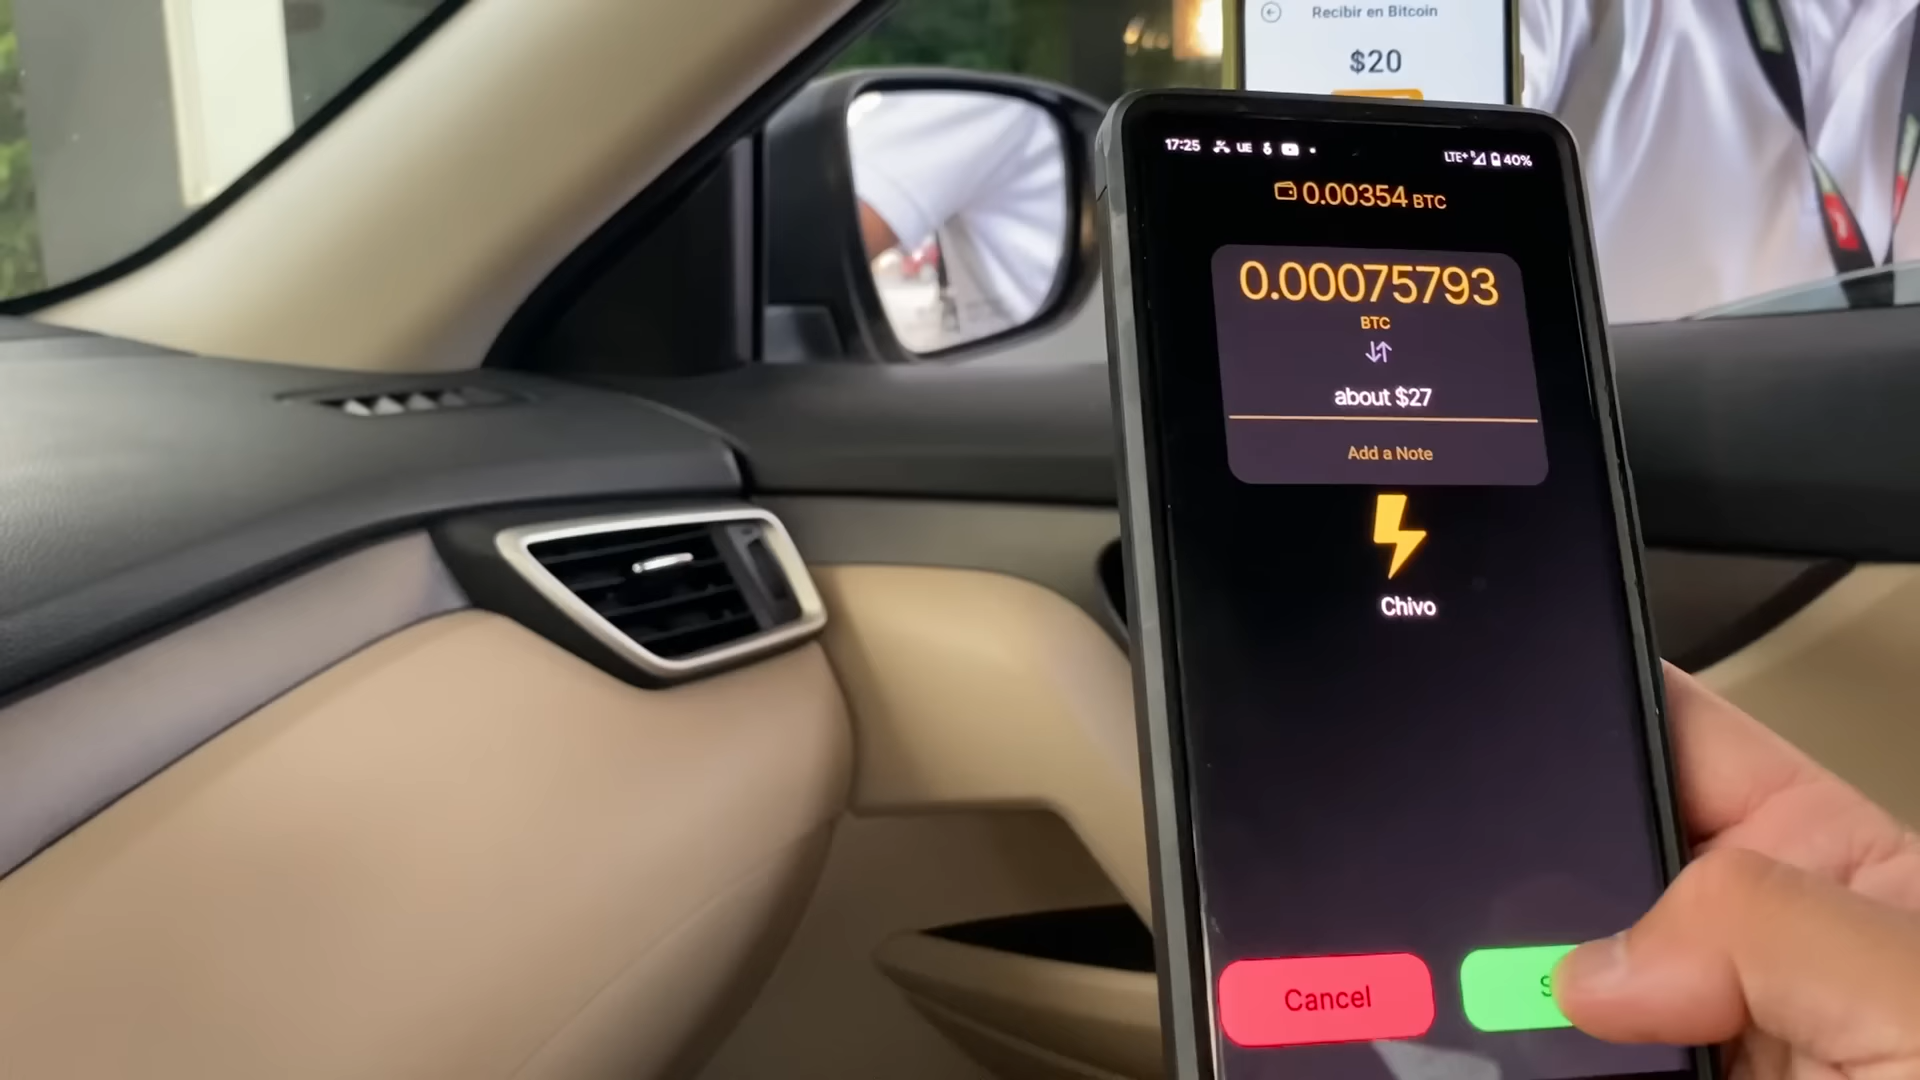 Recibir en Bitcoin
$20
17:25 UE LTE+ R 40%
0.00354 BTC
0.00075793
BTC
about $27
Add a Note
Chivo
Cancel
S